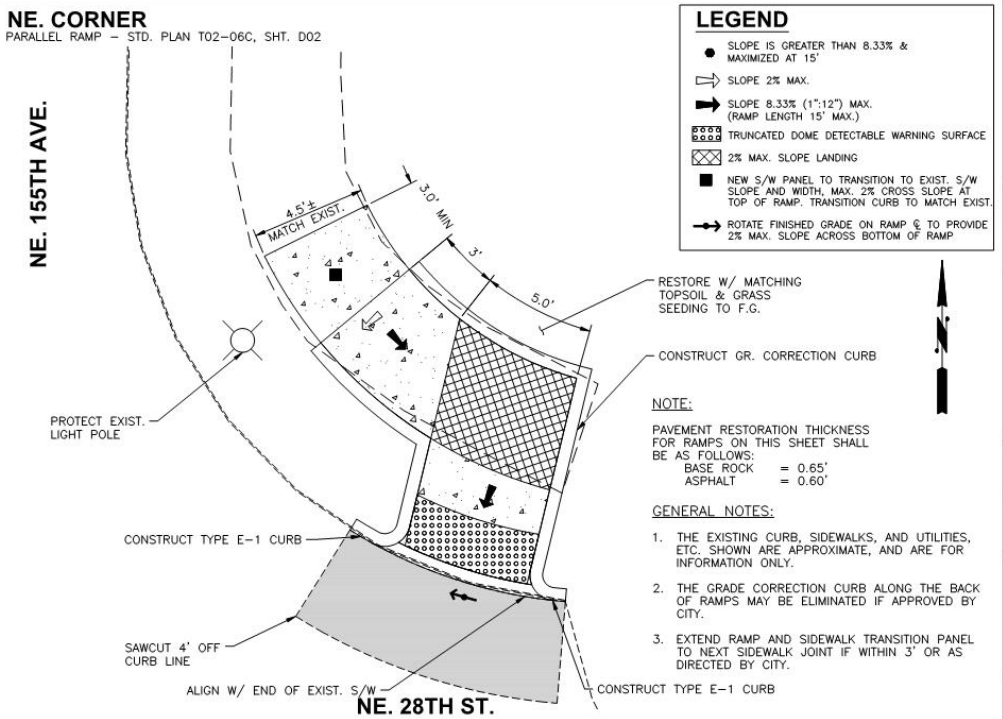 NE. CORNER
PARALLEL RAMP – STD. PLAN T02-06C, SHT. D02
NE. 155TH AVE.
LEGEND
SLOPE IS GREATER THAN 8.33% &
MAXIMIZED AT 15'
SLOPE 2% MAX.
SLOPE 8.33% (1":12") MAX.
(RAMP LENGTH 15' MAX.)
TRUNCATED DOME DETECTABLE WARNING SURFACE
2% MAX. SLOPE LANDING
NEW S/W PANEL TO TRANSITION TO EXIST. S/W
SLOPE AND WIDTH, MAX. 2% CROSS SLOPE AT
TOP OF RAMP. TRANSITION CURB TO MATCH EXIST.
ROTATE FINISHED GRADE ON RAMP ℄ TO PROVIDE
2% MAX. SLOPE ACROSS BOTTOM OF RAMP
4.5'±
MATCH EXIST.
3.0' MIN
3'
5.0'
RESTORE W/ MATCHING
TOPSOIL & GRASS
SEEDING TO F.G.
CONSTRUCT GR. CORRECTION CURB
N
PROTECT EXIST.
LIGHT POLE
NOTE:
PAVEMENT RESTORATION THICKNESS
FOR RAMPS ON THIS SHEET SHALL
BE AS FOLLOWS:
BASE ROCK = 0.65'
ASPHALT = 0.60'
GENERAL NOTES:
1. THE EXISTING CURB, SIDEWALKS, AND UTILITIES,
ETC. SHOWN ARE APPROXIMATE, AND ARE FOR
INFORMATION ONLY.
2. THE GRADE CORRECTION CURB ALONG THE BACK
OF RAMPS MAY BE ELIMINATED IF APPROVED BY
CITY.
3. EXTEND RAMP AND SIDEWALK TRANSITION PANEL
TO NEXT SIDEWALK JOINT IF WITHIN 3' OR AS
DIRECTED BY CITY.
CONSTRUCT TYPE E-1 CURB
SAWCUT 4' OFF
CURB LINE
ALIGN W/ END OF EXIST. S/W
CONSTRUCT TYPE E-1 CURB
NE. 28TH ST.